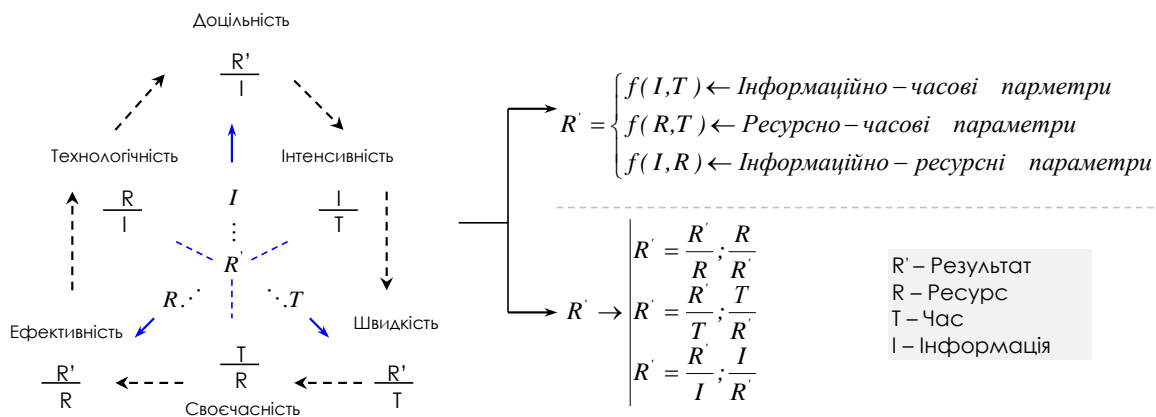 Доцільність
R'
I
Технологічність
R
I
Інтенсивність
I
T
I
R'
R
T
Ефективність
R'
R
Своєчасність
T
R
Швидкість
R'
T
R' = { f(I,T) ← Інформаційно – часові парметри
f(R,T) ← Ресурсно – часові параметри
f(I,R) ← Інформаційно – ресурсні параметри
R' → | R' = R'/R ; R/R'
R' = R'/T ; T/R'
R' = R'/I ; I/R'
R' – Результат
R – Ресурс
T – Час
I – Інформація